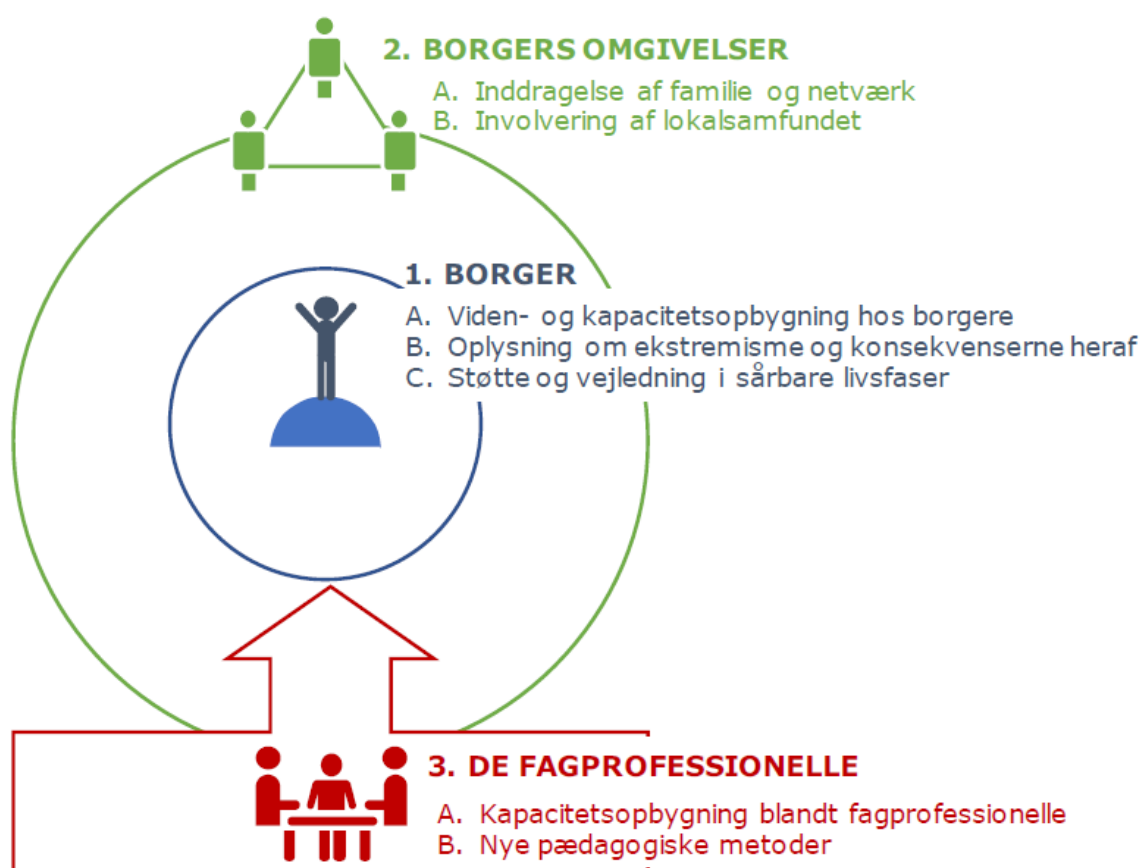 2. BORGERS OMGIVELSER
A. Inddragelse af familie og netværk
B. Involvering af lokalsamfundet
1. BORGER
A. Viden- og kapacitetsopbygning hos borgere
B. Oplysning om ekstremisme og konsekvenserne heraf
C. Støtte og vejledning i sårbare livsfaser
3. DE FAGPROFESSIONELLE
A. Kapacitetsopbygning blandt fagprofessionelle
B. Nye pædagogiske metoder